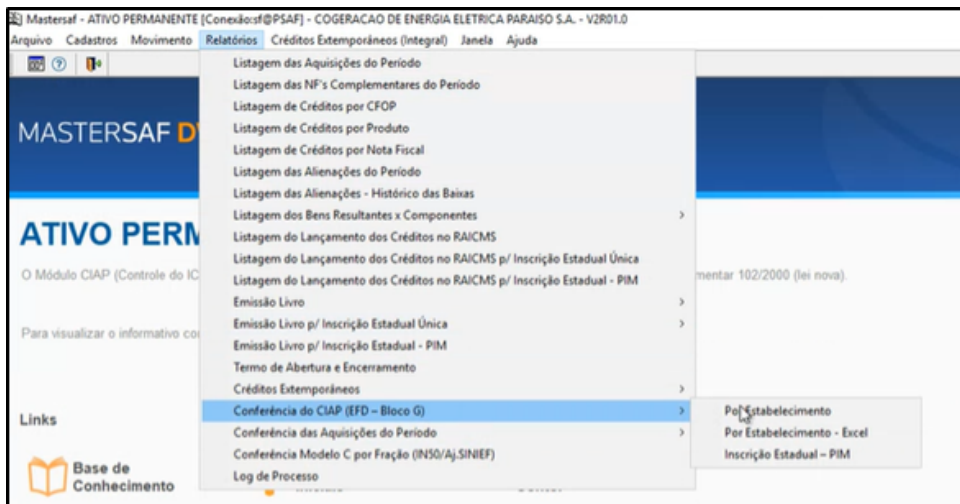 Mastersaf - ATIVO PERMANENTE [Conexão:sf@PSAF] - COGERACAO DE ENERGIA ELETRICA PARAISO S.A. - V2R01.0
Arquivo Cadastros Movimento Relatórios Créditos Extemporâneos (Integral) Janela Ajuda
MASTERSAF D
ATIVO PERM
O Módulo CIAP (Controle do IC
mentar 102/2000 (lei nova).
Para visualizar o informativo co
Links
Base de
Conhecimento
Listagem das Aquisições do Período
Listagem das NF's Complementares do Período
Listagem de Créditos por CFOP
Listagem de Créditos por Produto
Listagem de Créditos por Nota Fiscal
Listagem das Alienações do Período
Listagem das Alienações - Histórico das Baixas
Listagem dos Bens Resultantes x Componentes
Listagem do Lançamento dos Créditos no RAICMS
Listagem do Lançamento dos Créditos no RAICMS p/ Inscrição Estadual Única
Listagem do Lançamento dos Créditos no RAICMS p/ Inscrição Estadual - PIM
Emissão Livro
Emissão Livro p/ Inscrição Estadual Única
Emissão Livro p/ Inscrição Estadual - PIM
Termo de Abertura e Encerramento
Créditos Extemporâneos
Conferência do CIAP (EFD – Bloco G)
Conferência das Aquisições do Período
Conferência Modelo C por Fração (IN50/Aj.SINIEF)
Log de Processo
Por Estabelecimento
Por Estabelecimento - Excel
Inscrição Estadual – PIM